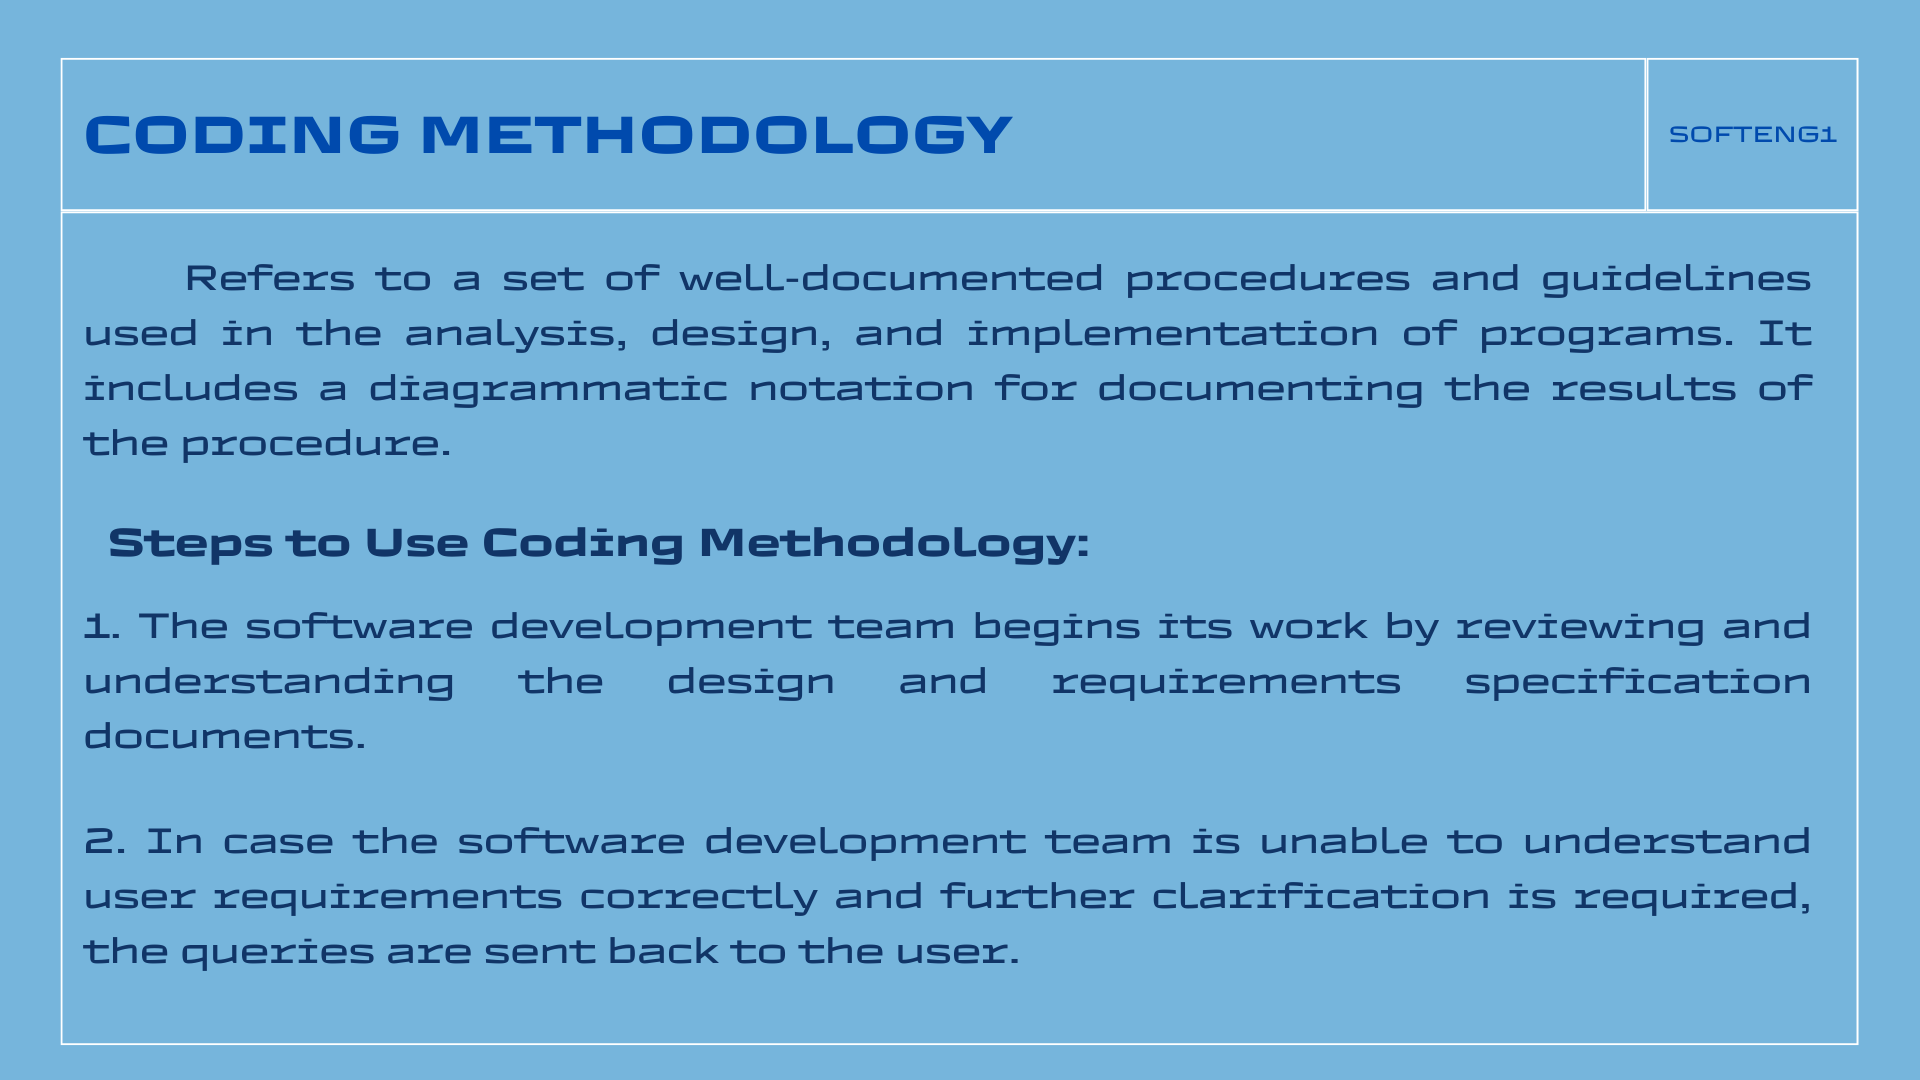 CODING METHODOLOGY
SOFTENG1
Refers to a set of well-documented procedures and guidelines
used in the analysis, design, and implementation of programs. It
includes a diagrammatic notation for documenting the results of
the procedure.
Steps to Use Coding Methodology:
1. The software development team begins its work by reviewing and
understanding the design and requirements specification
documents.
2. In case the software development team is unable to understand
user requirements correctly and further clarification is required,
the queries are sent back to the user.